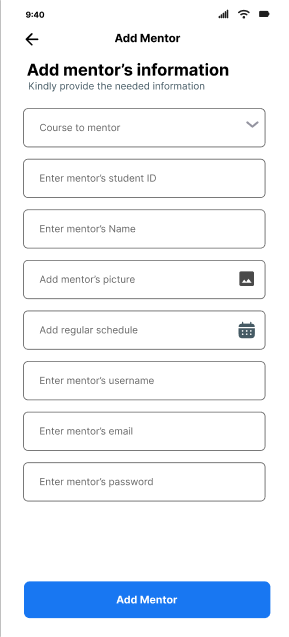 9:40
Add Mentor
Add mentor's information
Kindly provide the needed information
Course to mentor
Enter mentor's student ID
Enter mentor's Name
Add mentor's picture
Add regular schedule
Enter mentor's username
Enter mentor's email
Enter mentor's password
Add Mentor